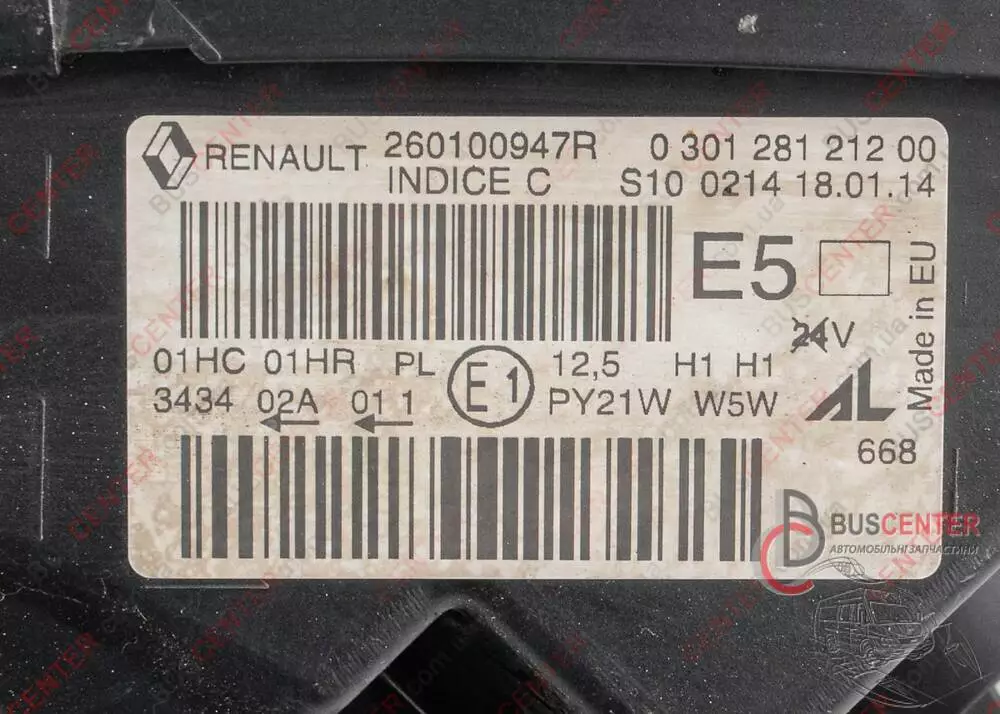 RENAULT 260100947R 0 301 281 212 00
INDICE C S10 0214 18.01.14
E5
24V
01HC 01HR PL E1 12,5 H1 H1
3434 02A 01 1 PY21W W5W
AL
668
Made in EU
BUSCENTER
АВТОМОБІЛЬНІ ЗАПЧАСТИНИ